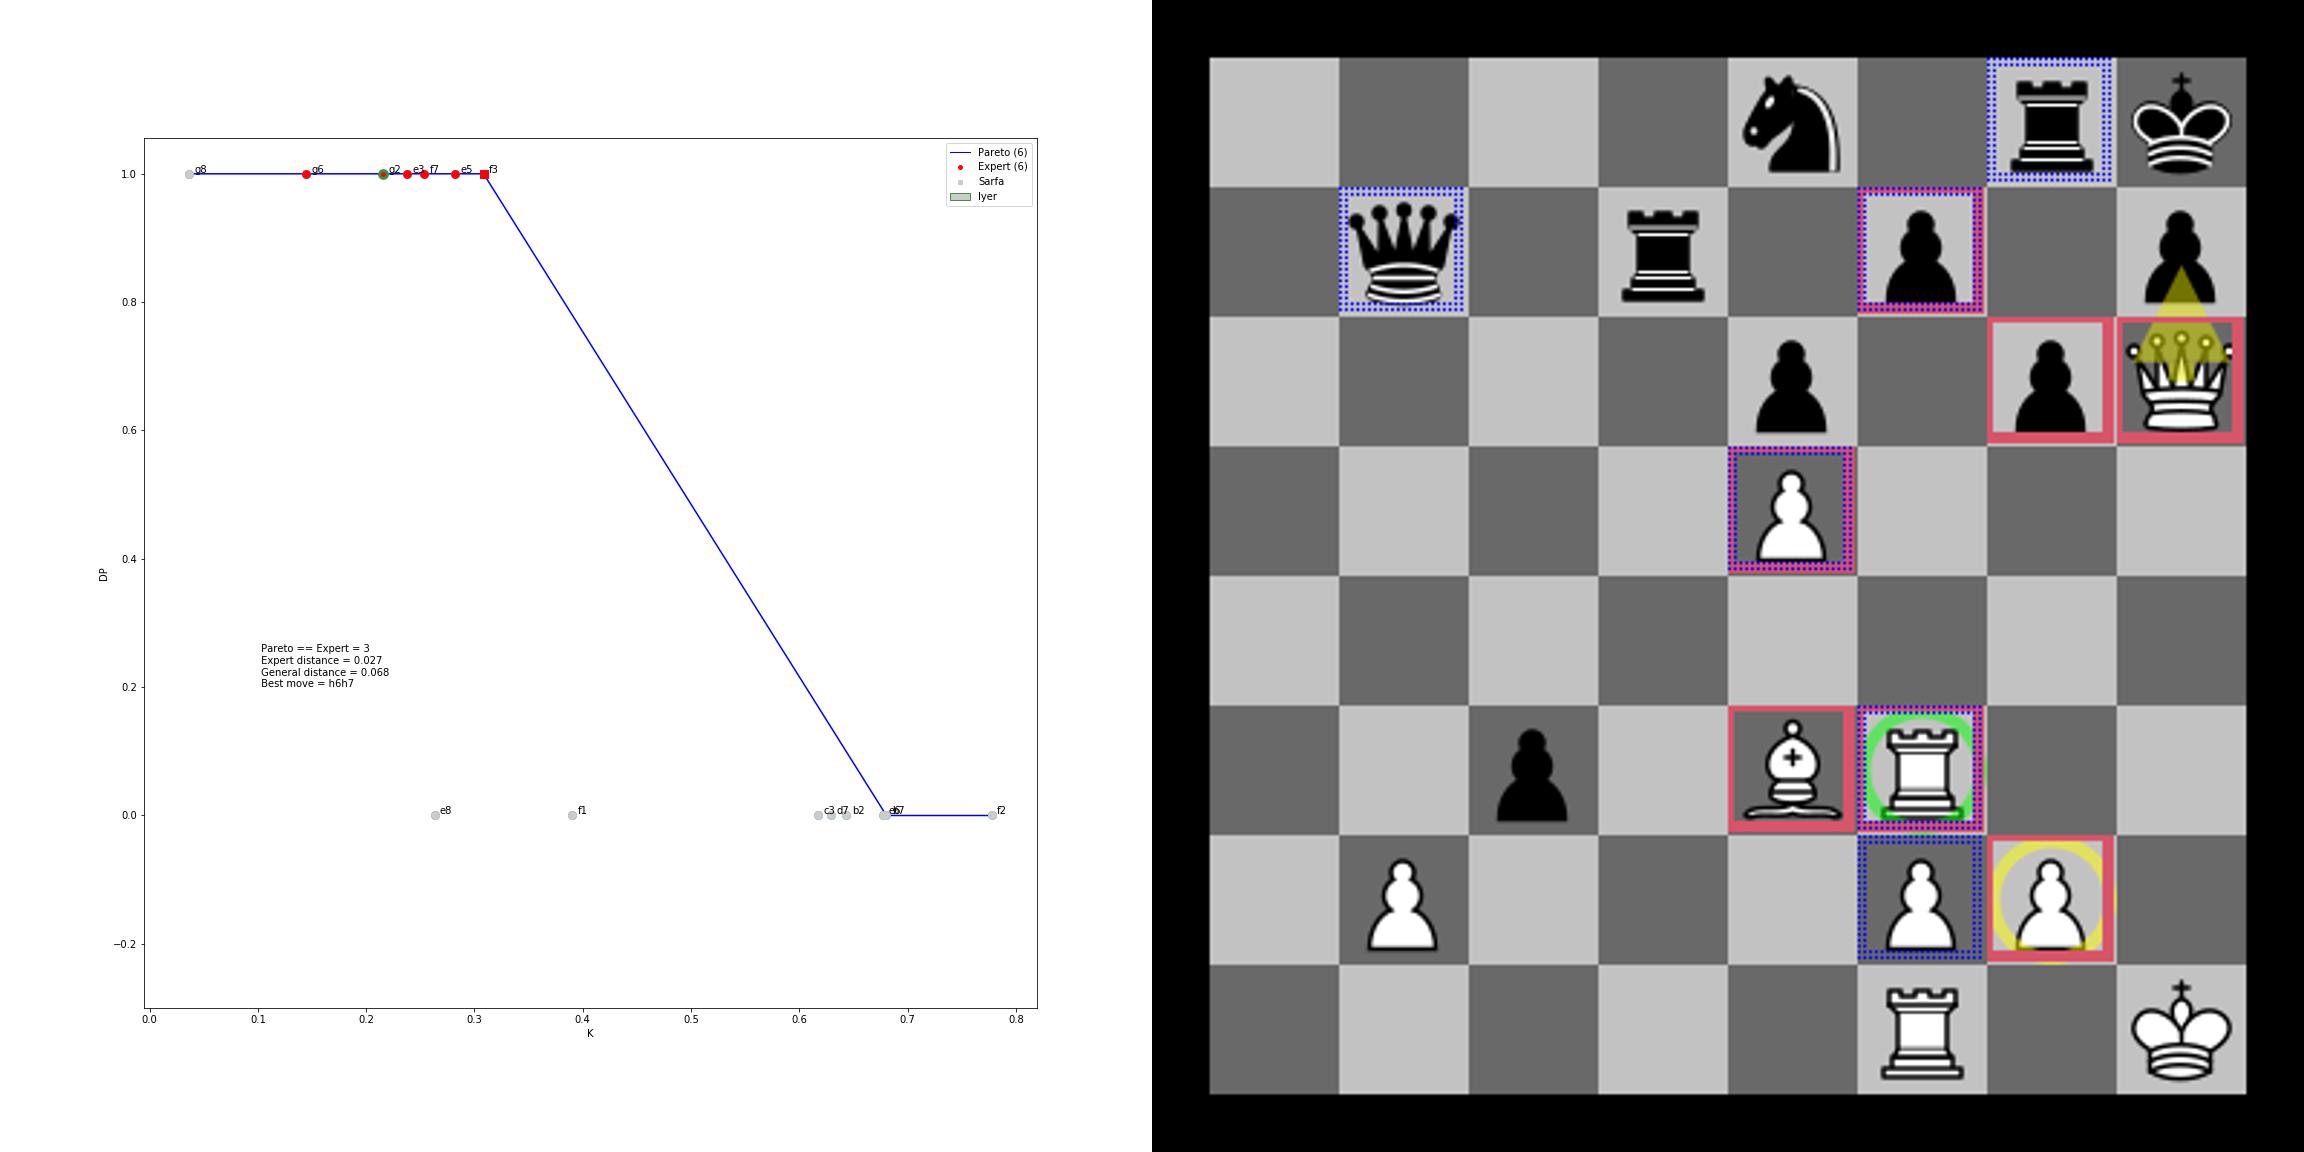 Pareto (6)
Expert (6)
Sarfa
Iyer
1.0
0.8
0.6
0.4
0.2
0.0
−0.2
DP
g8
g6
g2
e3
f7
e5
f3
Pareto == Expert = 3
Expert distance = 0.027
General distance = 0.068
Best move = h6h7
e8
f1
c3
d7
b2
f2
0.0 0.1 0.2 0.3 0.4 0.5 0.6 0.7 0.8
K